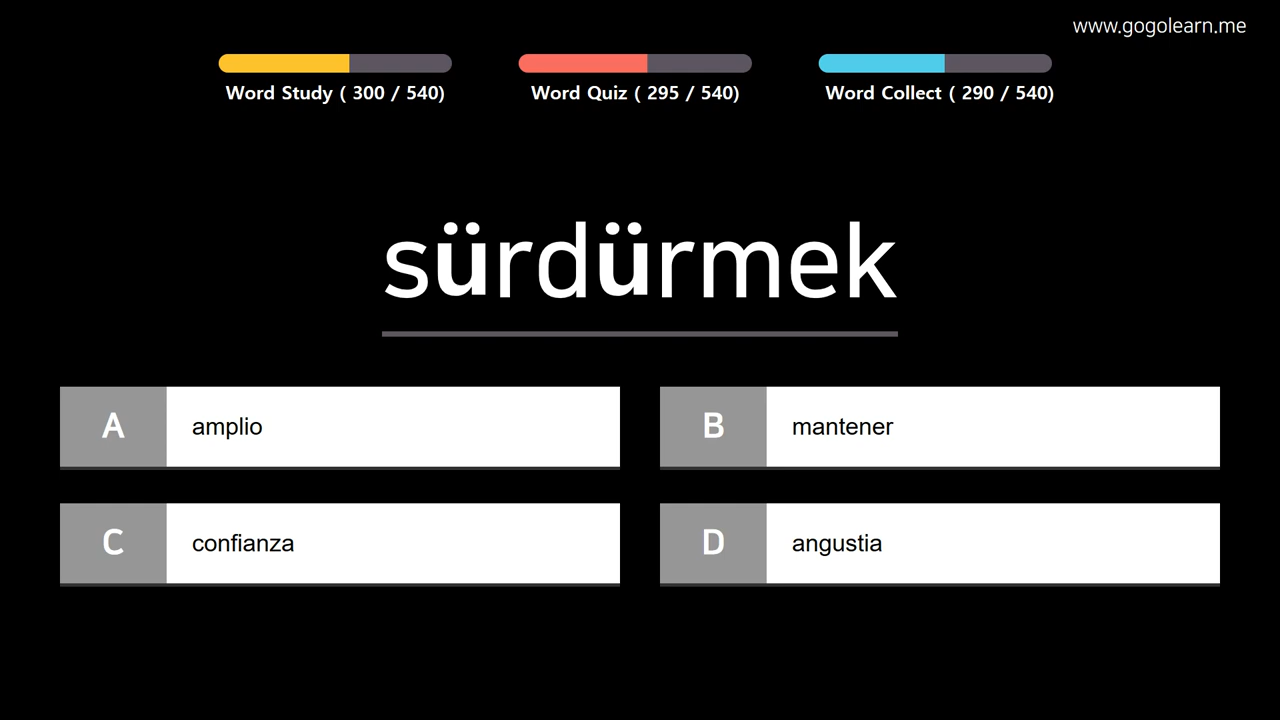 www.gogolearn.me
Word Study ( 300 / 540)
Word Quiz ( 295 / 540)
Word Collect ( 290 / 540)
sürdürmek
A amplio
B mantener
C confianza
D angustia